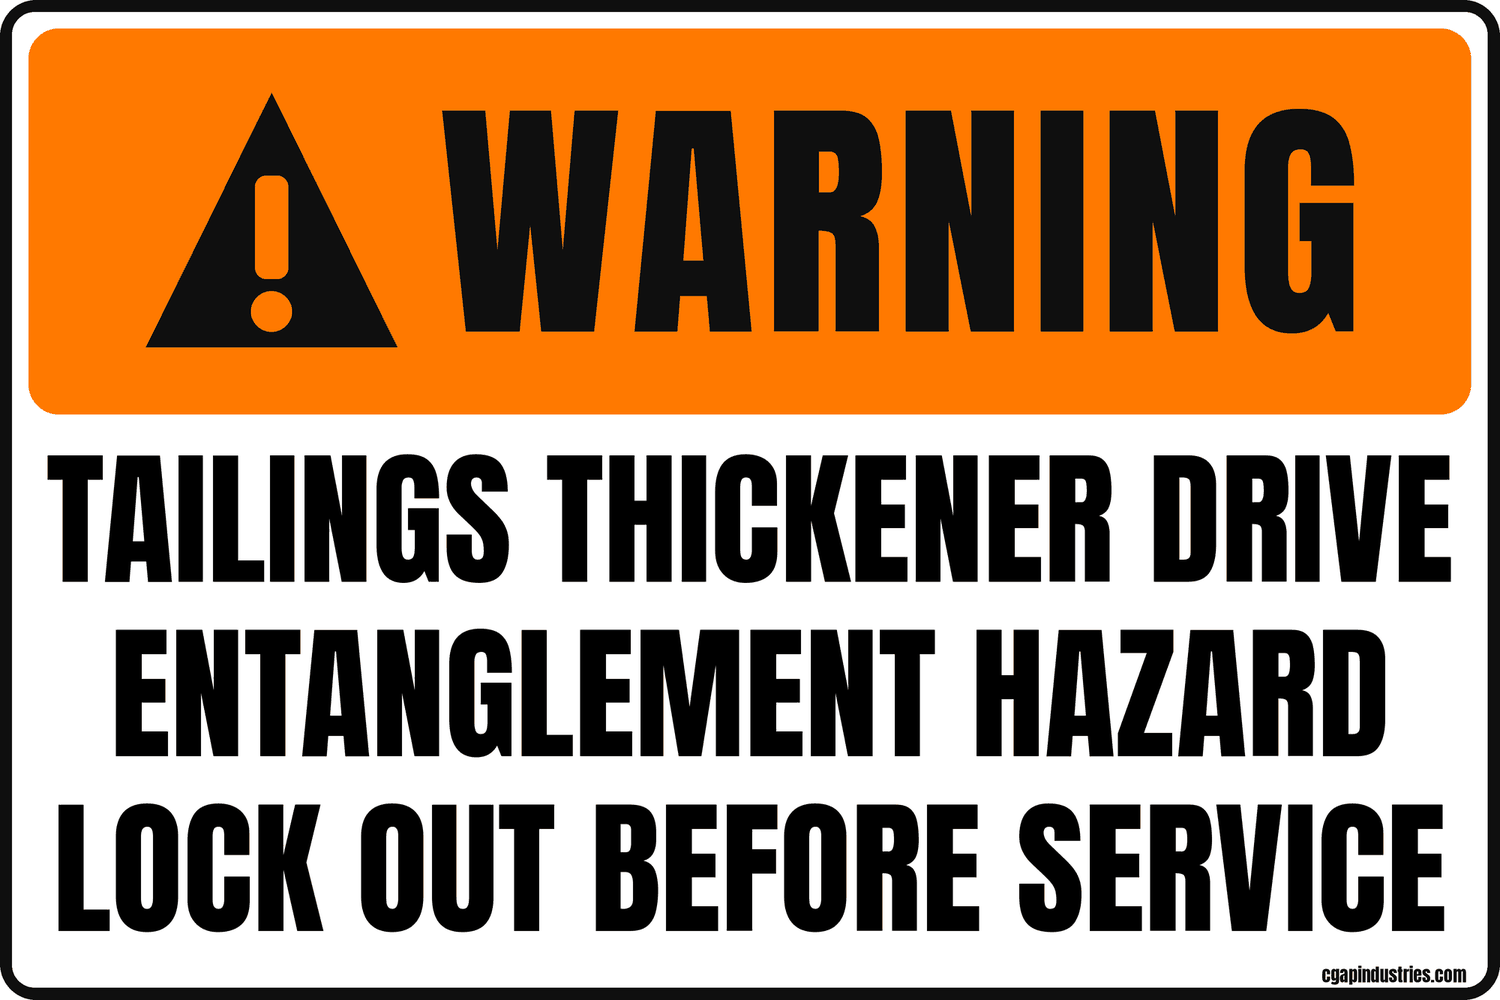 WARNING
TAILINGS THICKENER DRIVE
ENTANGLEMENT HAZARD
LOCK OUT BEFORE SERVICE
cgapindustries.com